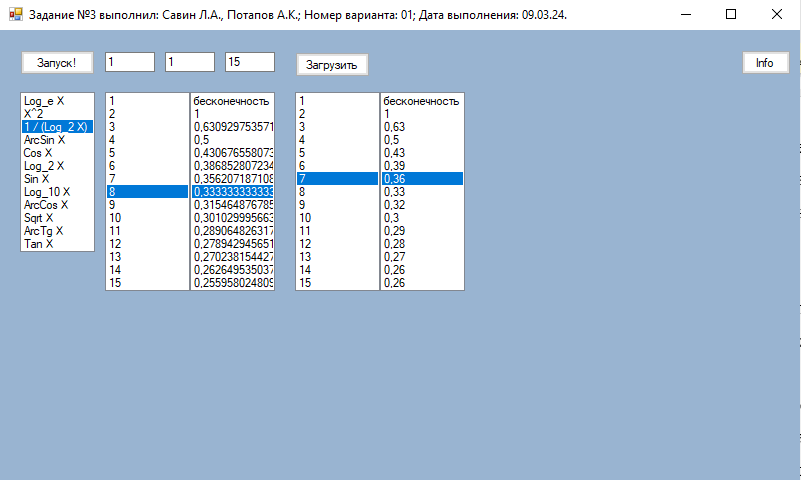 Задание №3 выполнил: Савин Л.А., Потапов А.К.; Номер варианта: 01; Дата выполнения: 09.03.24.
Запуск! 1 1 15 Загрузить Info
Log_e X
X^2
1 / (Log_2 X)
ArcSin X
Cos X
Log_2 X
Sin X
Log_10 X
ArcCos X
Sqrt X
ArcTg X
Tan X
1 бесконечность
2 1
3 0,630929753571
4 0,5
5 0,430676558073
6 0,386852807234
7 0,356207187108
8 0,333333333333
9 0,315464876785
10 0,301029995663
11 0,289064826317
12 0,278942945651
13 0,270238154427
14 0,262649535037
15 0,255958024809
1 бесконечность
2 1
3 0,63
4 0,5
5 0,43
6 0,39
7 0,36
8 0,33
9 0,32
10 0,3
11 0,29
12 0,28
13 0,27
14 0,26
15 0,26